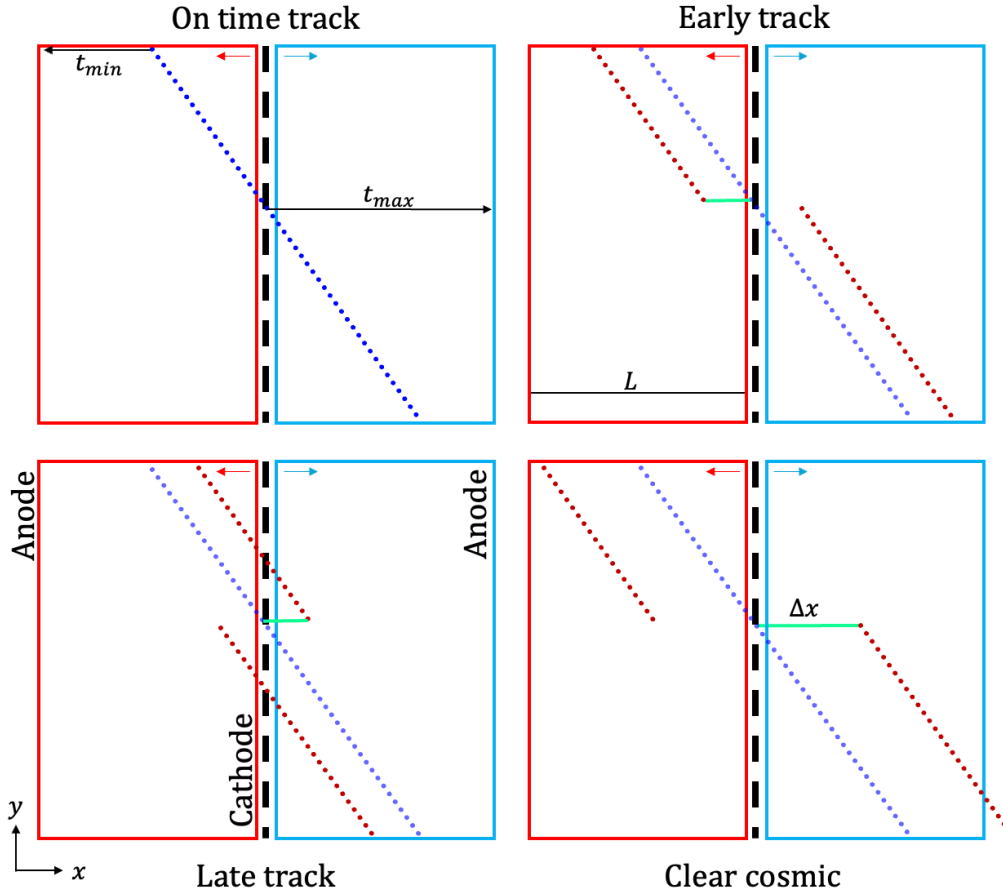 On time track
Early track
t_min
t_max
L
Anode
Cathode
Anode
Δx
y
x
Late track
Clear cosmic